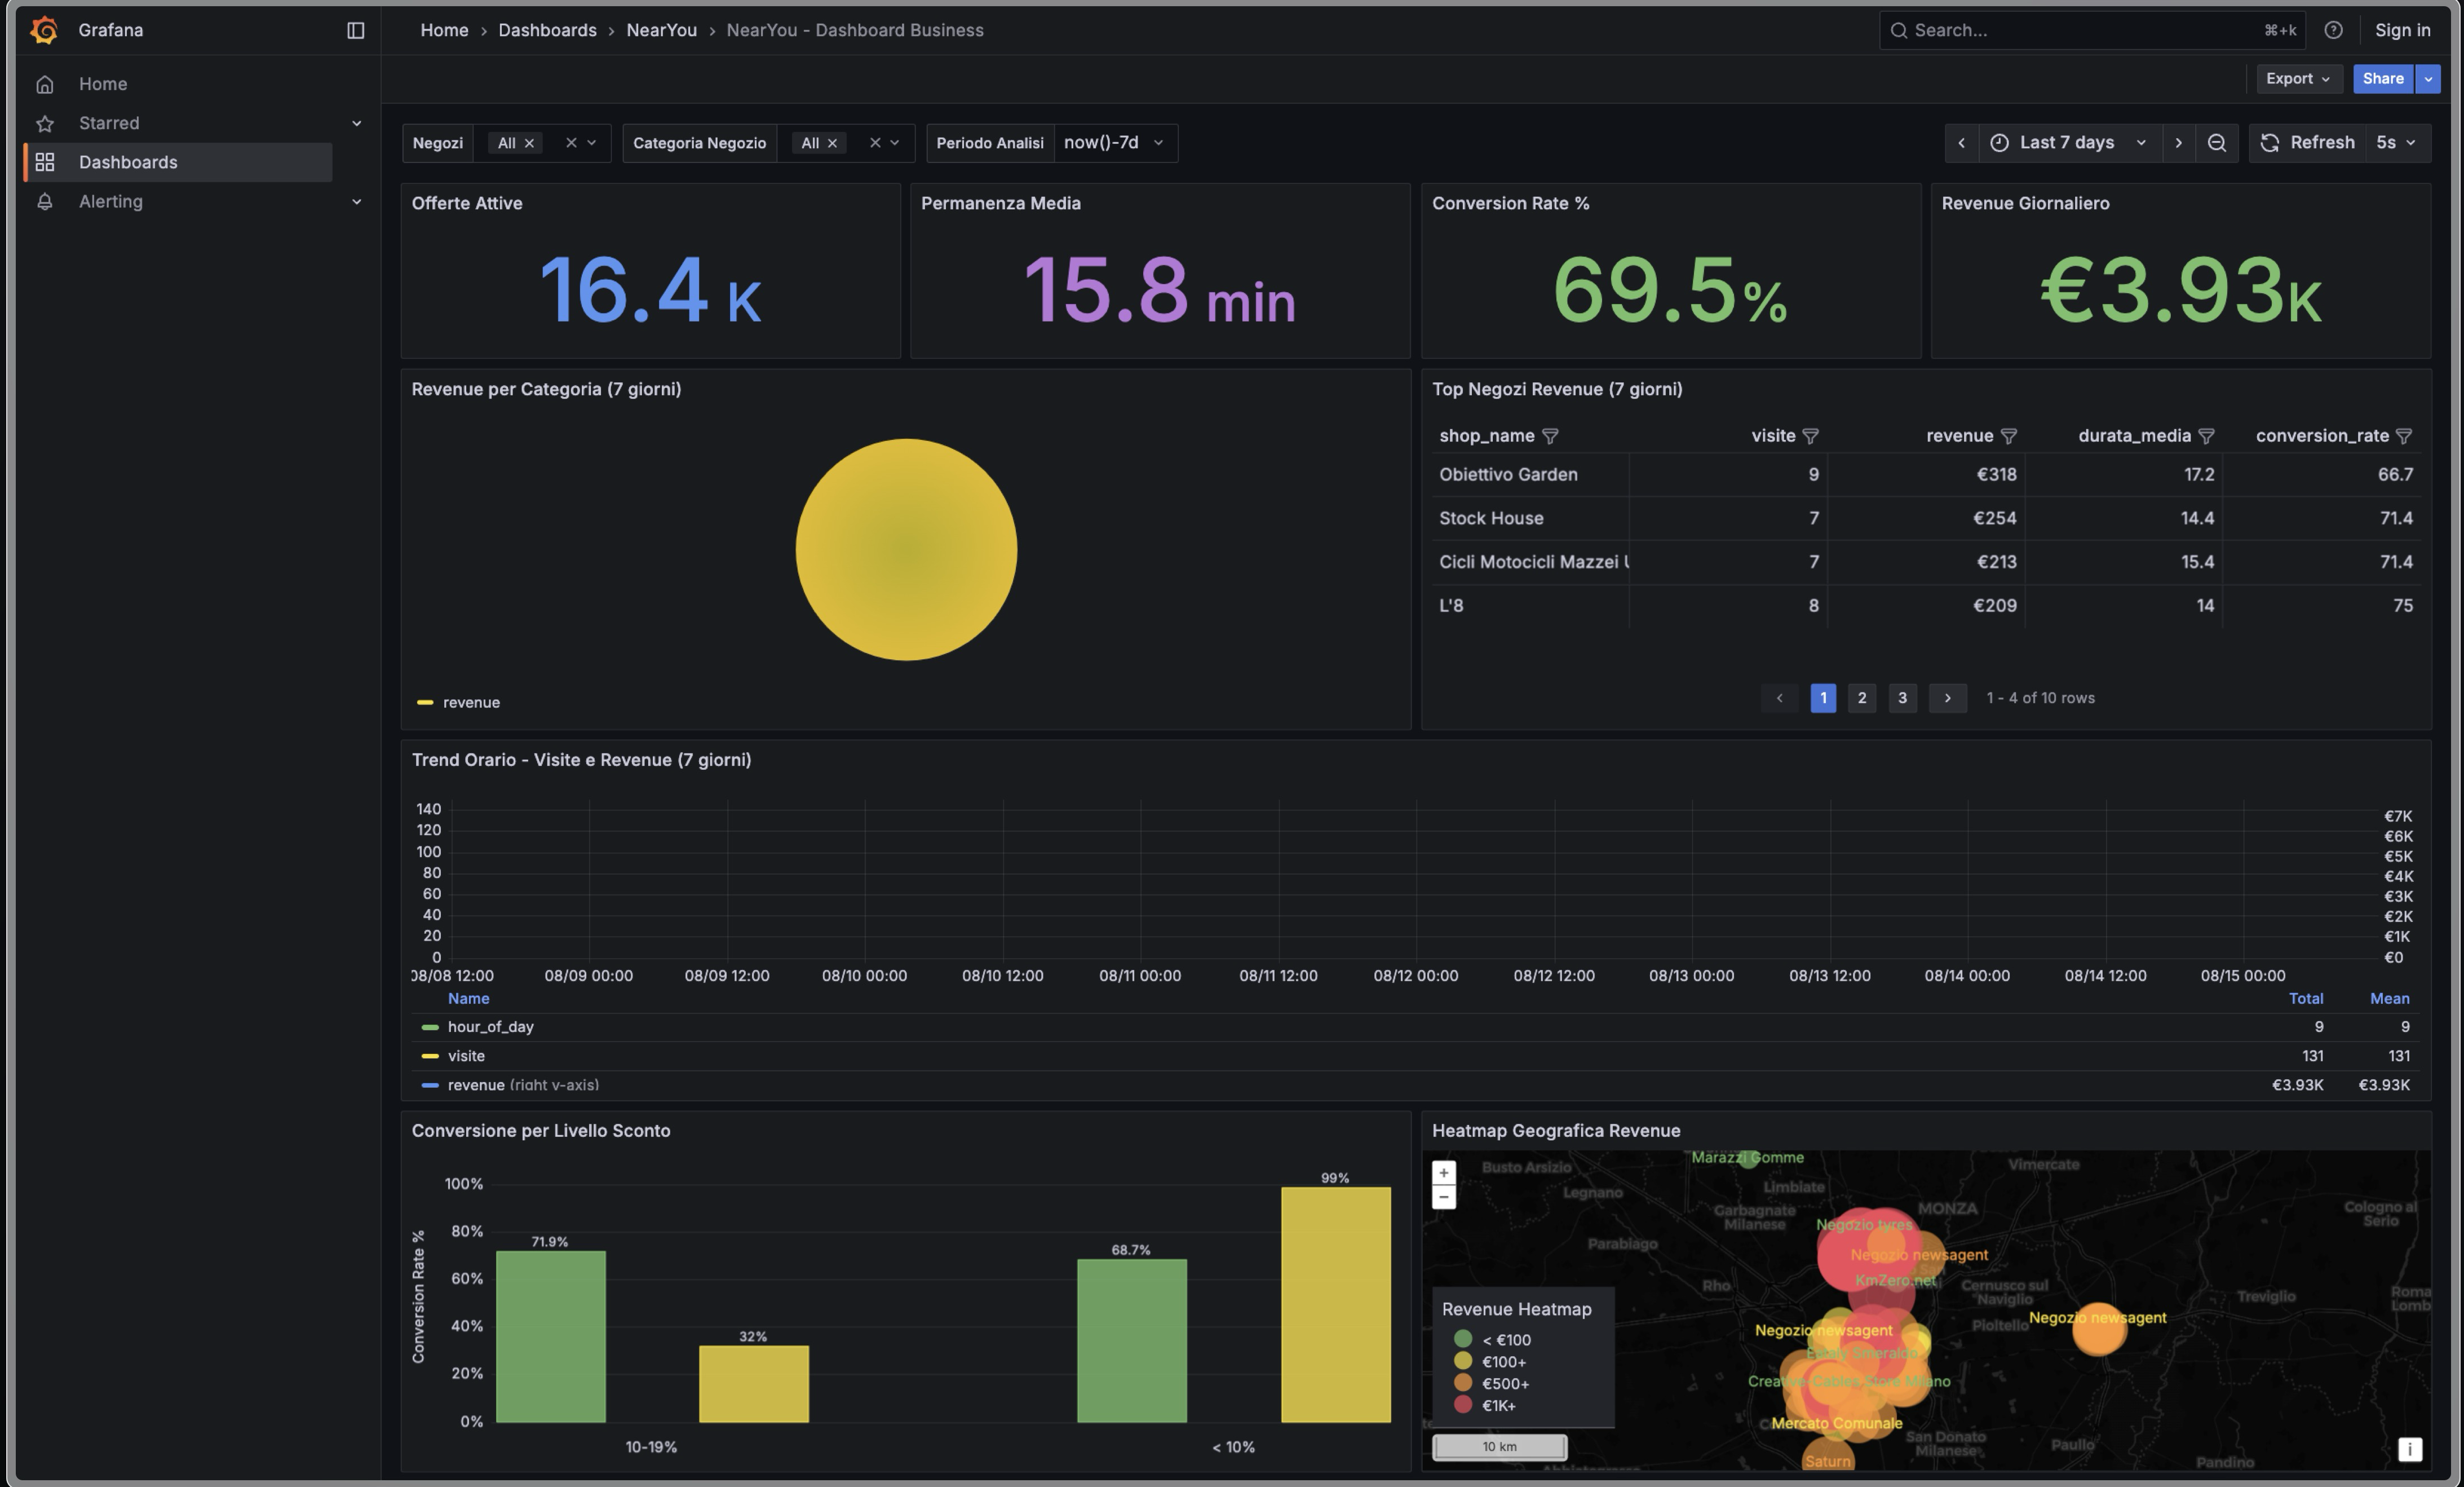 Grafana
Home › Dashboards › NearYou › NearYou - Dashboard Business
Search...
⌘+k
Sign in
Home
Starred
Dashboards
Alerting
Export
Share
Negozi All
Categoria Negozio All
Periodo Analisi now()-7d
Last 7 days
Refresh 5s
Offerte Attive
16.4 K
Permanenza Media
15.8 min
Conversion Rate %
69.5%
Revenue Giornaliero
€3.93K
Revenue per Categoria (7 giorni)
revenue
Top Negozi Revenue (7 giorni)
shop_name visite revenue durata_media conversion_rate
Obiettivo Garden 9 €318 17.2 66.7
Stock House 7 €254 14.4 71.4
Cicli Motocicli Mazzei 7 €213 15.4 71.4
L'8 8 €209 14 75
1 2 3 1 - 4 of 10 rows
Trend Orario - Visite e Revenue (7 giorni)
140
120
100
80
60
40
20
0
€7K
€6K
€5K
€4K
€3K
€2K
€1K
€0
08/08 12:00 08/09 00:00 08/09 12:00 08/10 00:00 08/10 12:00 08/11 00:00 08/11 12:00 08/12 00:00 08/12 12:00 08/13 00:00 08/13 12:00 08/14 00:00 08/14 12:00 08/15 00:00
Name Total Mean
hour_of_day 9 9
visite 131 131
revenue (right y-axis) €3.93K €3.93K
Conversione per Livello Sconto
Conversion Rate %
100%
80%
60%
40%
20%
0%
71.9%
32%
68.7%
99%
10-19%
< 10%
Heatmap Geografica Revenue
+
−
Marazzi Gomme
Busto Arsizio
Vimercate
Legnano
Limbiate
Garbagnate
Milanese
MONZA
Cologno al
Serio
Negozio tyres
Parabiago
Negozio newsagent
KmZero.net
Rho
Cernusco sul
Naviglio
Treviglio
Roma
Lomb
Pioltello
Negozio newsagent
Negozio newsagent
Eataly Smeraldo
Creative-Cables Store Milano
Mercato Comunale
San Donato
Milanese
Paullo
Saturn
Pandino
Revenue Heatmap
< €100
€100+
€500+
€1K+
10 km
i